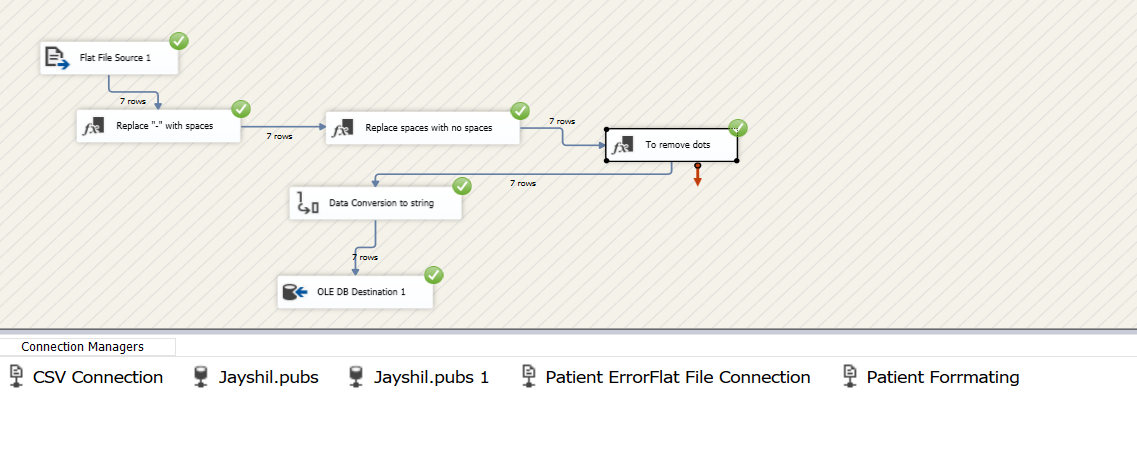 Flat File Source 1
7 rows
Replace "-" with spaces
7 rows
Replace spaces with no spaces
7 rows
To remove dots
7 rows
Data Conversion to string
7 rows
OLE DB Destination 1
Connection Managers
CSV Connection
Jayshil.pubs
Jayshil.pubs 1
Patient ErrorFlat File Connection
Patient Forrmating